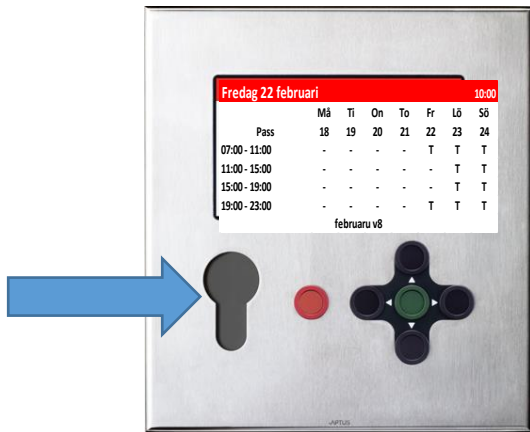 Fredag 22 februari 10:00
Må Ti On To Fr Lö Sö
Pass 18 19 20 21 22 23 24
07:00 - 11:00 - - - - T T T
11:00 - 15:00 - - - - - T T
15:00 - 19:00 - - - - - T T
19:00 - 23:00 - - - - T T T
februaru v8
APTUS